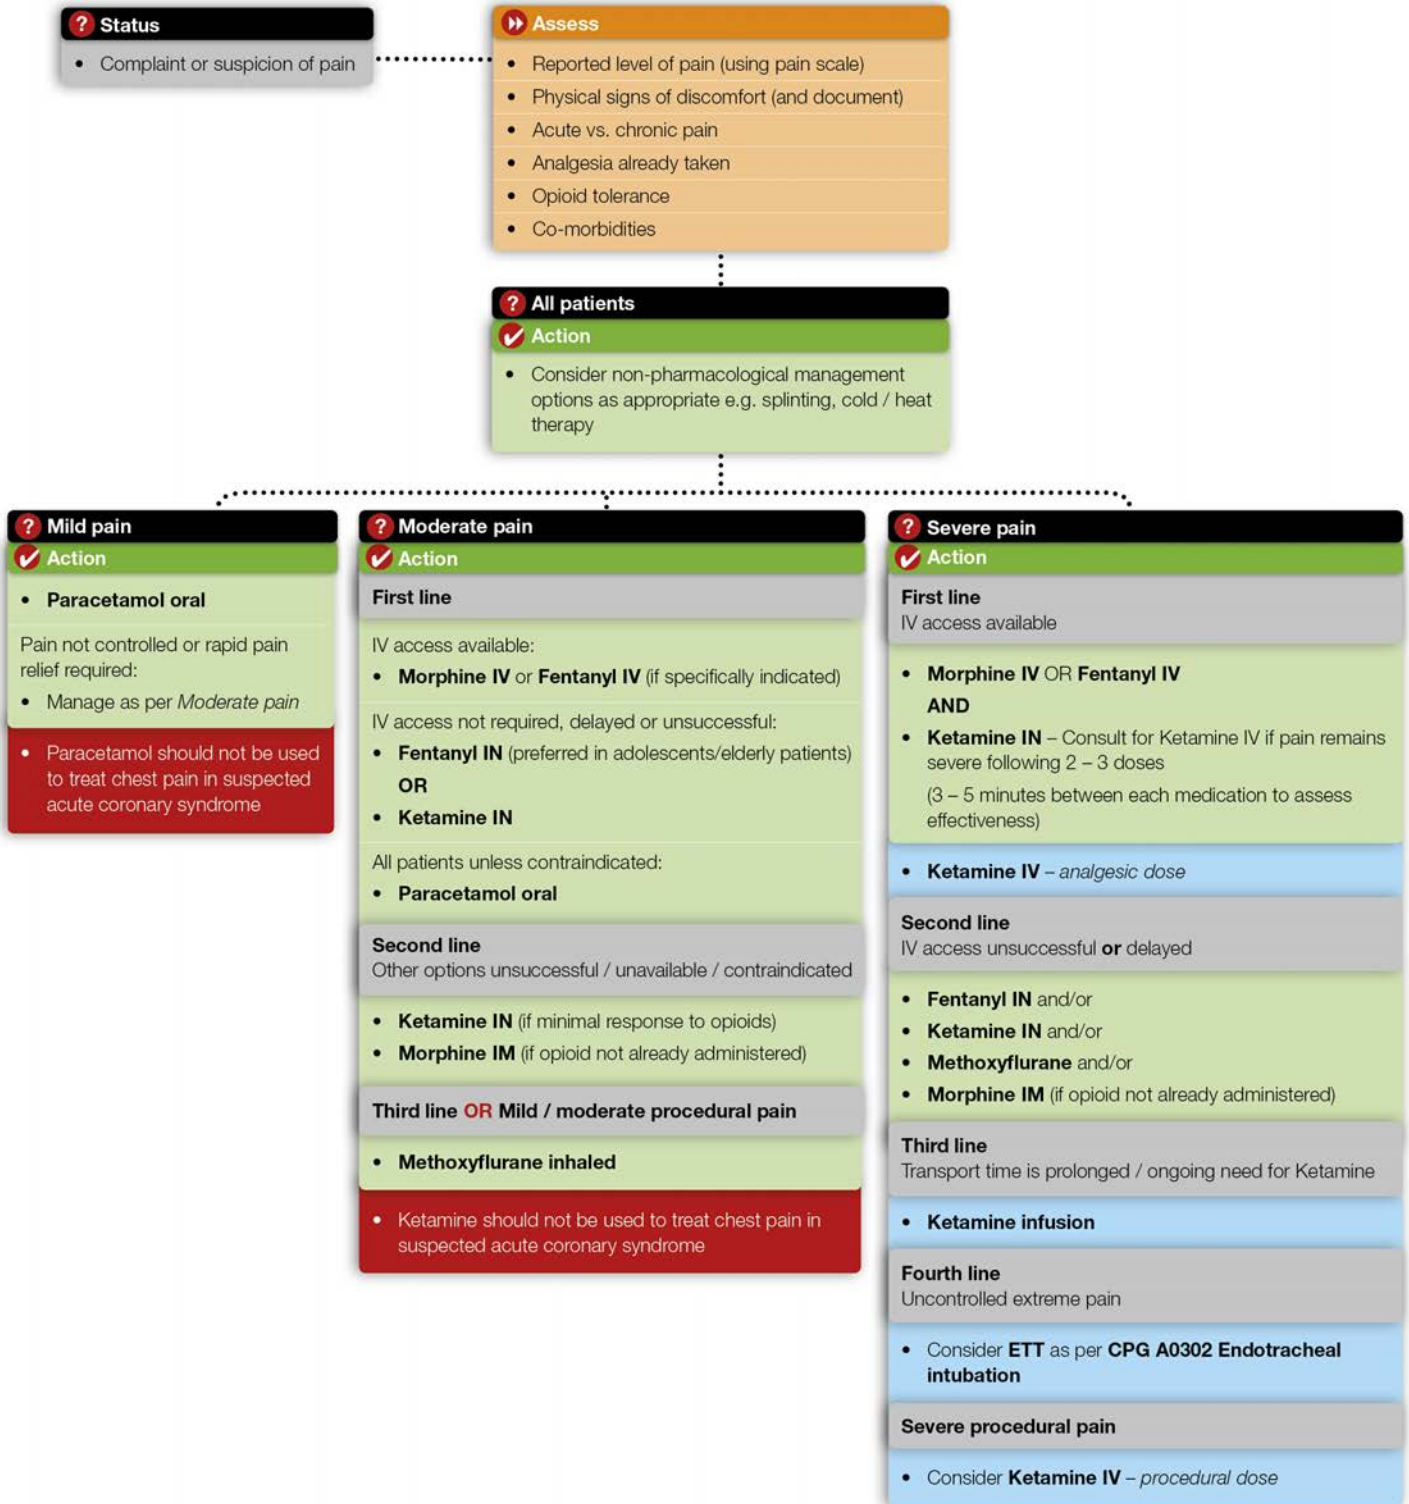 Status
• Complaint or suspicion of pain
Assess
• Reported level of pain (using pain scale)
• Physical signs of discomfort (and document)
• Acute vs. chronic pain
• Analgesia already taken
• Opioid tolerance
• Co-morbidities
All patients
Action
• Consider non-pharmacological management
options as appropriate e.g. splinting, cold / heat
therapy
Mild pain
Action
• Paracetamol oral
Pain not controlled or rapid pain
relief required:
• Manage as per Moderate pain
• Paracetamol should not be used
to treat chest pain in suspected
acute coronary syndrome
Moderate pain
Action
First line
IV access available:
• Morphine IV or Fentanyl IV (if specifically indicated)
IV access not required, delayed or unsuccessful:
• Fentanyl IN (preferred in adolescents/elderly patients)
OR
• Ketamine IN
All patients unless contraindicated:
• Paracetamol oral
Second line
Other options unsuccessful / unavailable / contraindicated
• Ketamine IN (if minimal response to opioids)
• Morphine IM (if opioid not already administered)
Third line OR Mild / moderate procedural pain
• Methoxyflurane inhaled
• Ketamine should not be used to treat chest pain in
suspected acute coronary syndrome
Severe pain
Action
First line
IV access available
• Morphine IV OR Fentanyl IV
AND
• Ketamine IN – Consult for Ketamine IV if pain remains
severe following 2 – 3 doses
(3 – 5 minutes between each medication to assess
effectiveness)
• Ketamine IV – analgesic dose
Second line
IV access unsuccessful or delayed
• Fentanyl IN and/or
• Ketamine IN and/or
• Methoxyflurane and/or
• Morphine IM (if opioid not already administered)
Third line
Transport time is prolonged / ongoing need for Ketamine
• Ketamine infusion
Fourth line
Uncontrolled extreme pain
• Consider ETT as per CPG A0302 Endotracheal
intubation
Severe procedural pain
• Consider Ketamine IV – procedural dose